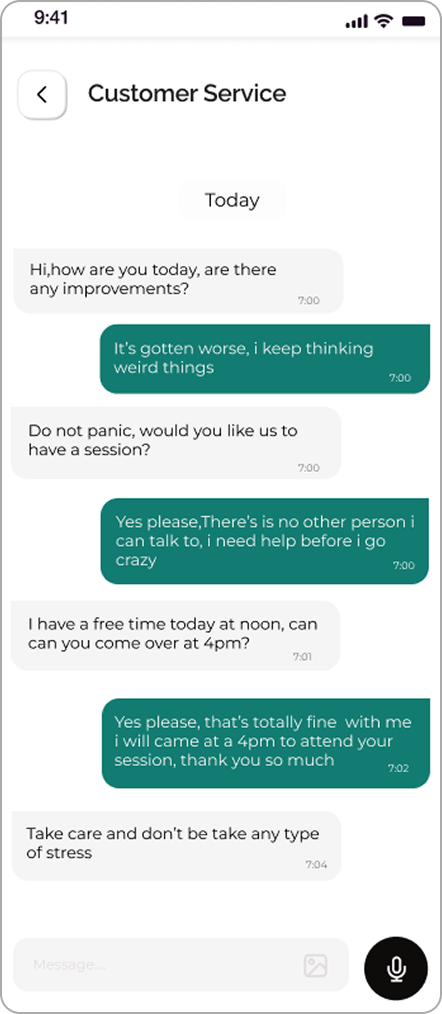 9:41
Customer Service
Today
Hi,how are you today, are there
any improvements?
7:00
It's gotten worse, i keep thinking
weird things
7:00
Do not panic, would you like us to
have a session?
7:00
Yes please,There's is no other person i
can talk to, i need help before i go
crazy
7:00
I have a free time today at noon, can
can you come over at 4pm?
7:01
Yes please, that's totally fine with me
i will came at a 4pm to attend your
session, thank you so much
7:02
Take care and don't be take any type
of stress
7:04
Message...